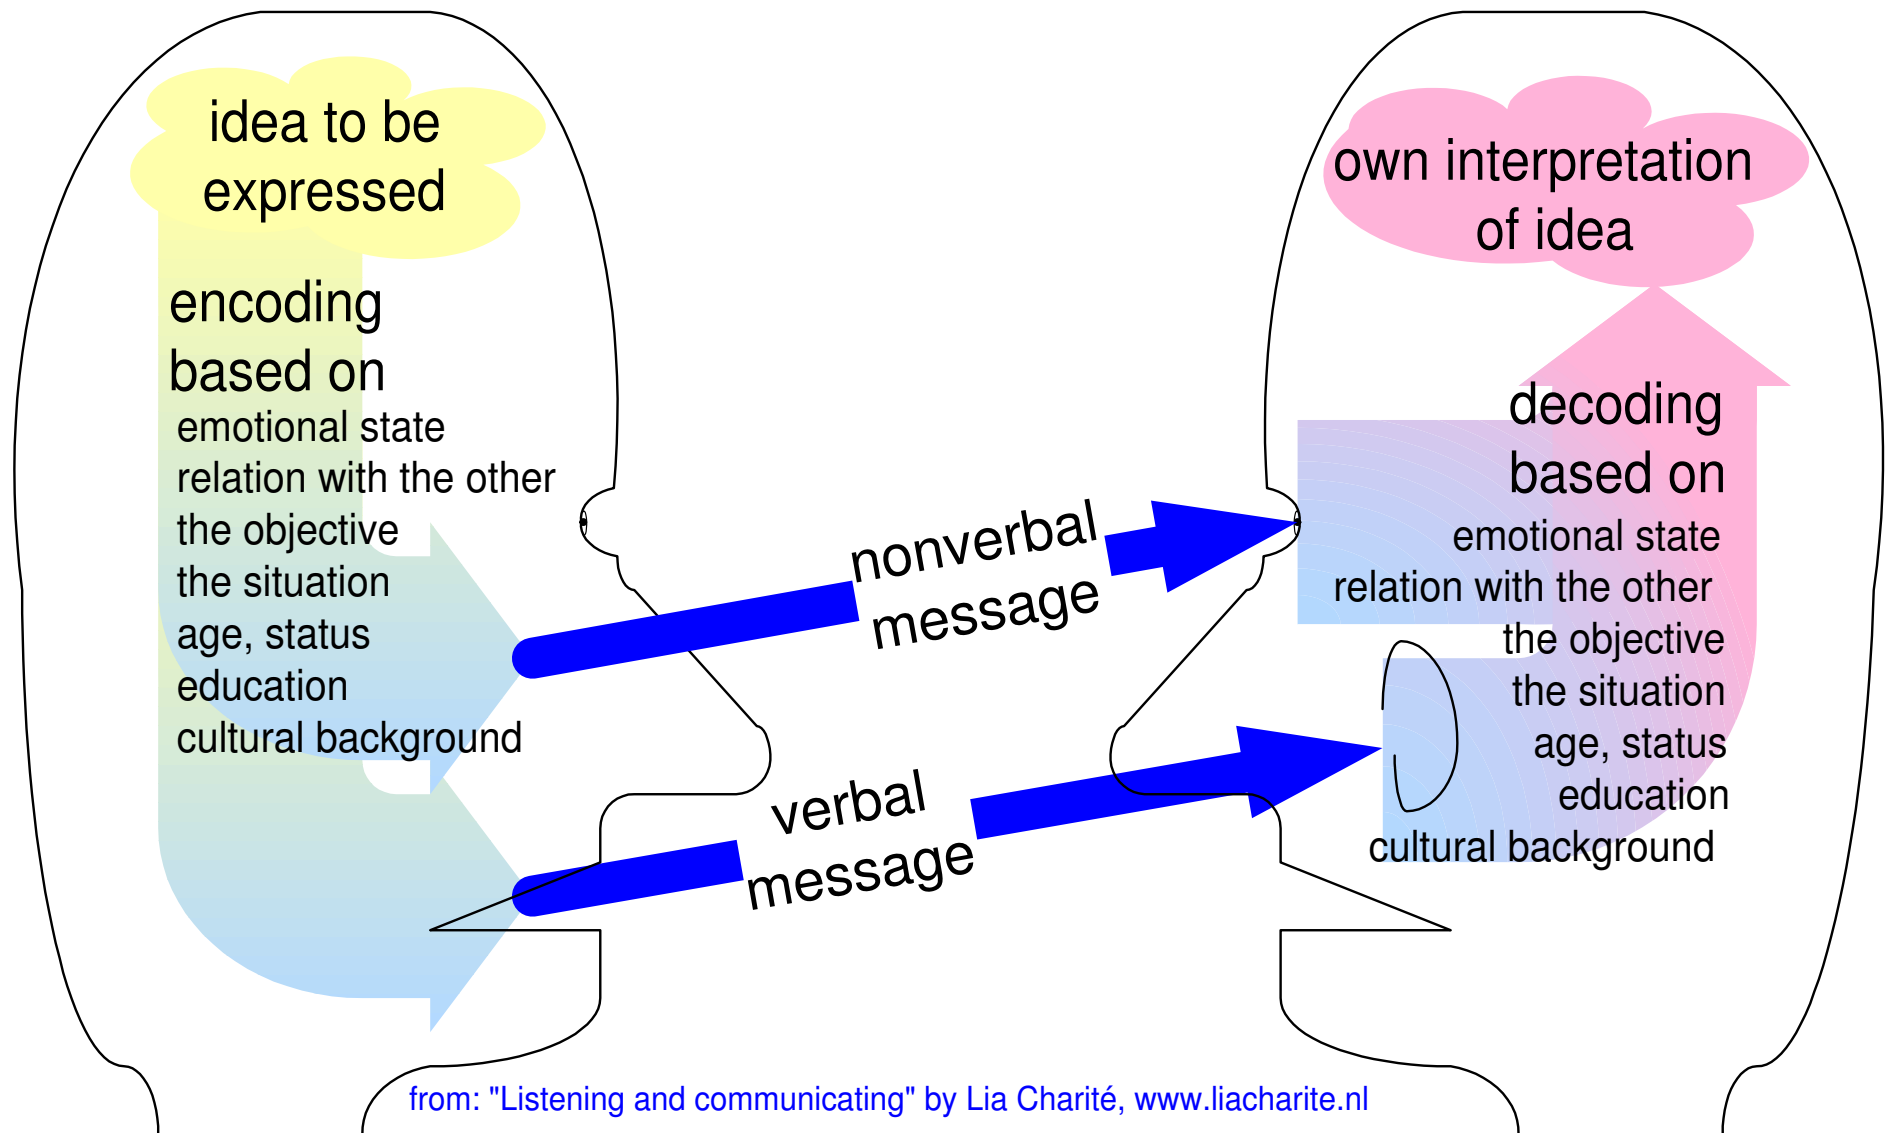 idea to be
expressed
encoding
based on
emotional state
relation with the other
the objective
the situation
age, status
education
cultural background
nonverbal
message
verbal
message
own interpretation
of idea
decoding
based on
emotional state
relation with the other
the objective
the situation
age, status
education
cultural background
from: "Listening and communicating" by Lia Charité, www.liacharite.nl